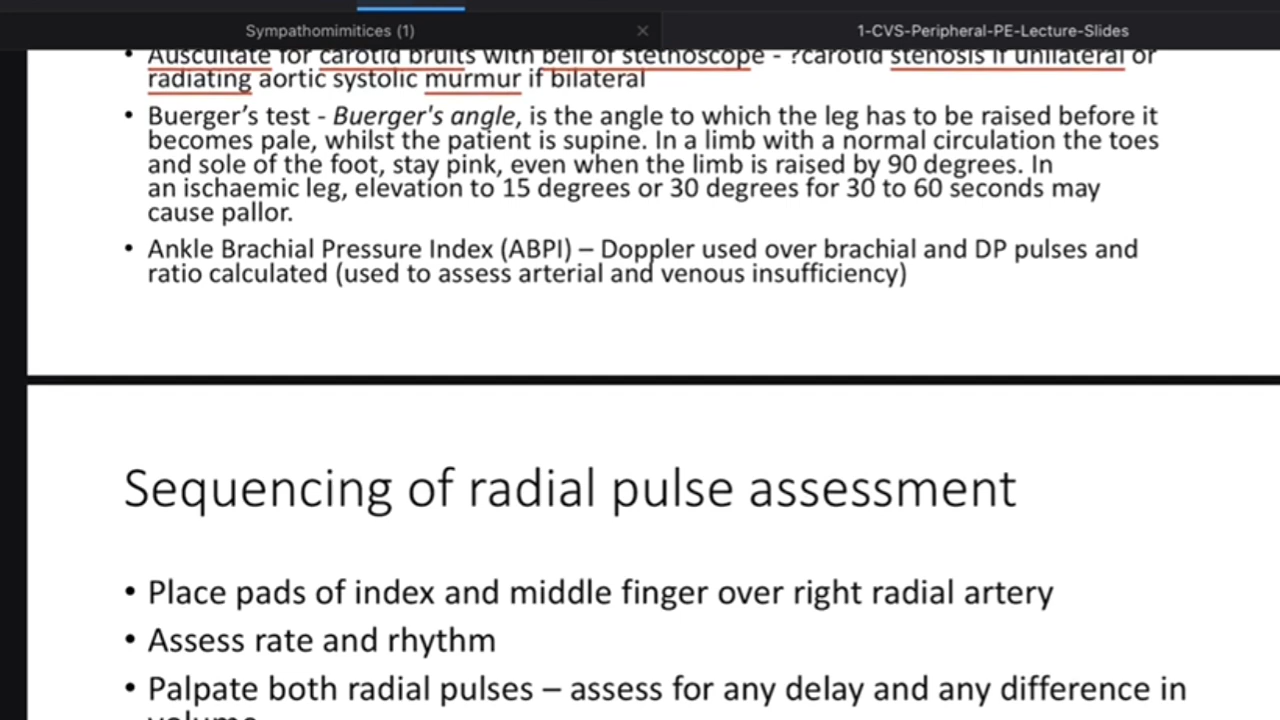 Sympathomimitices (1)
1-CVS-Peripheral-PE-Lecture-Slides
• Auscultate for carotid bruits with bell of stethoscope - ?carotid stenosis if unilateral or
radiating aortic systolic murmur if bilateral
• Buerger’s test - Buerger's angle, is the angle to which the leg has to be raised before it
becomes pale, whilst the patient is supine. In a limb with a normal circulation the toes
and sole of the foot, stay pink, even when the limb is raised by 90 degrees. In
an ischaemic leg, elevation to 15 degrees or 30 degrees for 30 to 60 seconds may
cause pallor.
• Ankle Brachial Pressure Index (ABPI) – Doppler used over brachial and DP pulses and
ratio calculated (used to assess arterial and venous insufficiency)
Sequencing of radial pulse assessment
• Place pads of index and middle finger over right radial artery
• Assess rate and rhythm
• Palpate both radial pulses – assess for any delay and any difference in
volume